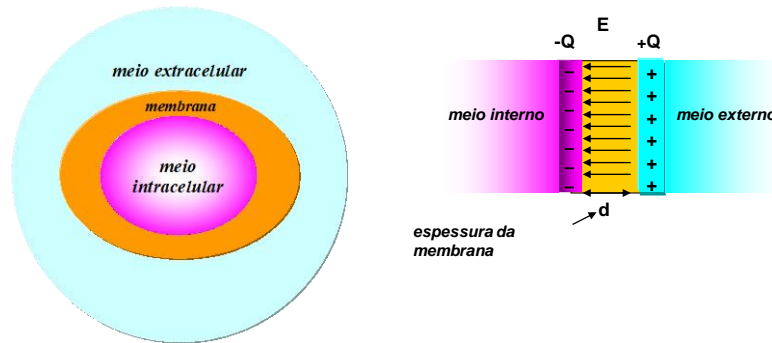 meio extracelular
membrana
meio
intracelular
E
-Q +Q
meio interno
meio externo
d
espessura da
membrana